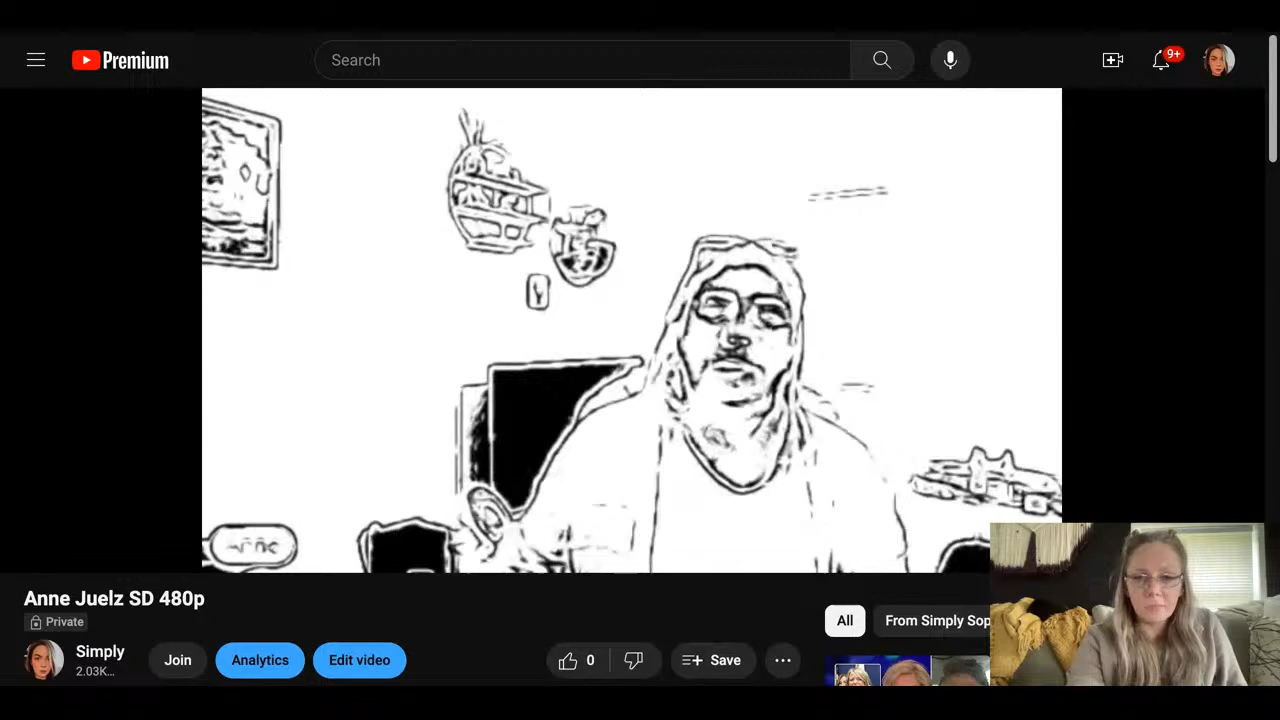 Premium
Search
9+
Anne Juelz SD 480p
Private
Simply
2.03K...
Join
Analytics
Edit video
0
Save
All
From Simply Sop